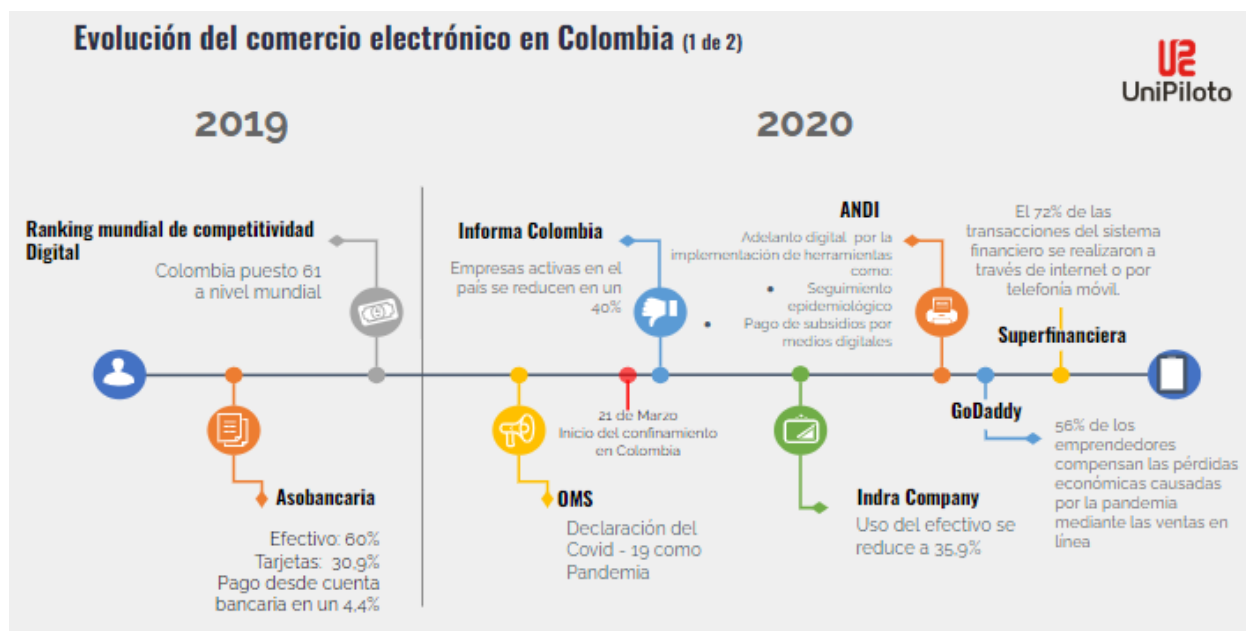 Evolución del comercio electrónico en Colombia (1 de 2)
UniPiloto
2019
2020
Ranking mundial de competitividad
Digital
Colombia puesto 61
a nivel mundial
Asobancaria
Efectivo: 60%
Tarjetas: 30,9%
Pago desde cuenta
bancaria en un 4,4%
Informa Colombia
Empresas activas en el
país se reducen en un
40%
OMS
Declaración del
Covid - 19 como
Pandemia
21 de Marzo
Inicio del confinamiento
en Colombia
ANDI
Adelanto digital por la
implementación de herramientas
como:
• Seguimiento
epidemiológico
• Pago de subsidios por
medios digitales
Indra Company
Uso del efectivo se
reduce a 35,9%
El 72% de las
transacciones del sistema
financiero se realizaron a
través de internet o por
telefonía móvil.
Superfinanciera
GoDaddy
56% de los
emprendedores
compensan las pérdidas
económicas causadas
por la pandemia
mediante las ventas en
línea